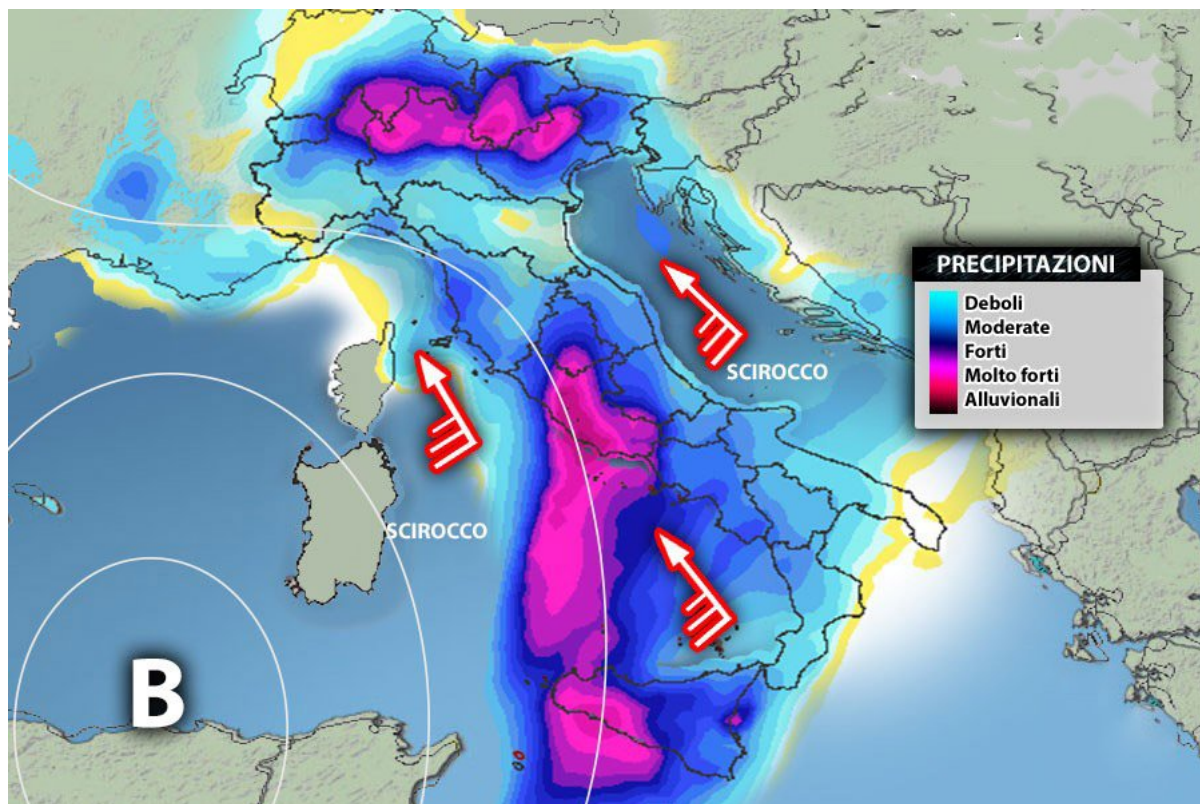 PRECIPITAZIONI
Deboli
Moderate
Forti
Molto forti
Alluvionali
SCIROCCO
SCIROCCO
B